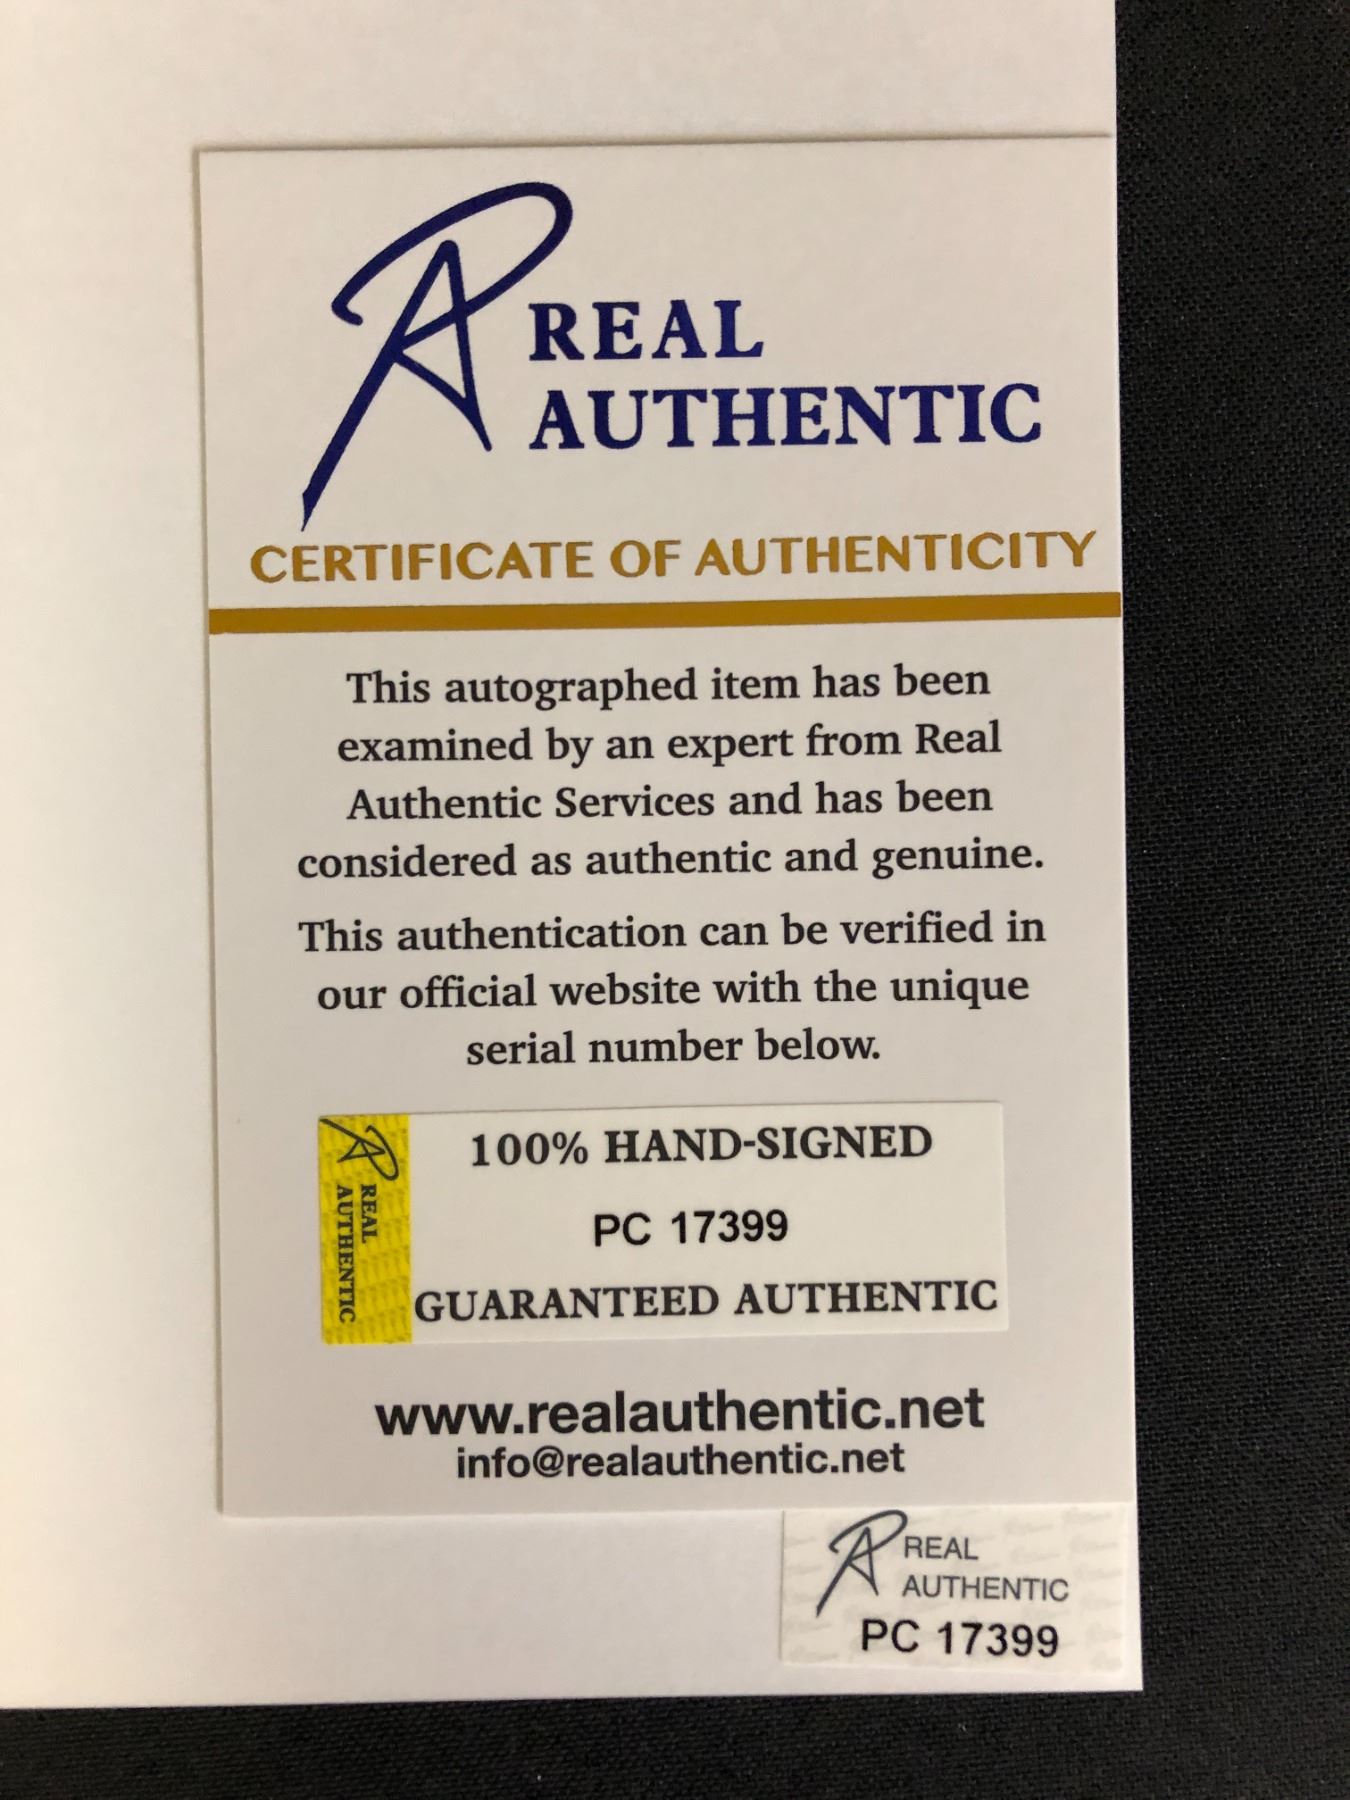 REAL
AUTHENTIC
CERTIFICATE OF AUTHENTICITY
This autographed item has been
examined by an expert from Real
Authentic Services and has been
considered as authentic and genuine.
This authentication can be verified in
our official website with the unique
serial number below.
REAL
AUTHENTIC
100% HAND-SIGNED
PC 17399
GUARANTEED AUTHENTIC
www.realauthentic.net
info@realauthentic.net
REAL
AUTHENTIC
PC 17399